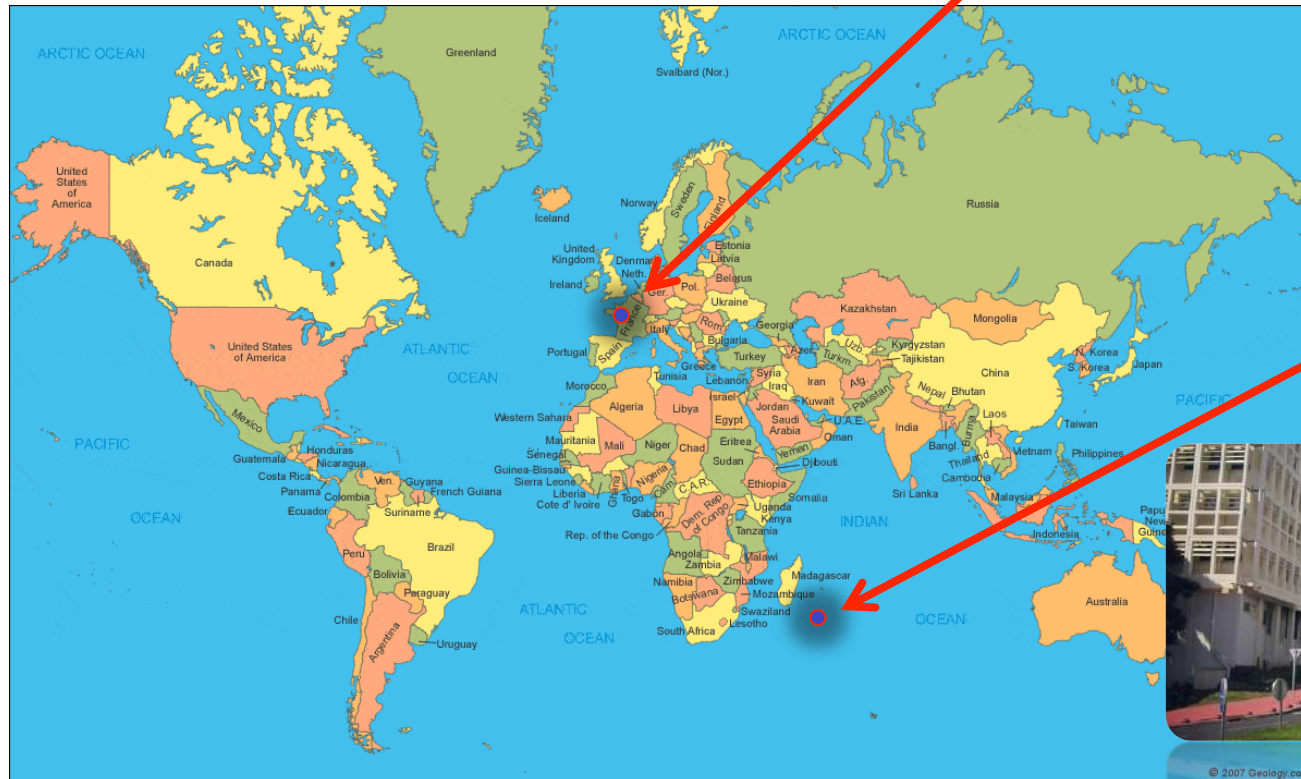 ARCTIC OCEAN
ARCTIC OCEAN
Greenland
Svalbard (Nor.)
United
States
of
America
Canada
Iceland
Norway
Sweden
Finland
Russia
United
Kingdom
Denmark
Neth.
Ireland
Estonia
Latvia
Belarus
Ger.
Pol.
Ukraine
France
Kazakhstan
Mongolia
Italy
Rom.
Bulgaria
Georgia
Azer.
Uzb.
Turkm.
Kyrgyzstan
Tajikistan
N. Korea
S. Korea
Japan
United States
of America
ATLANTIC
OCEAN
Portugal
Spain
Greece
Turkey
China
Tunisia
Lebanon
Syria
Iraq
Iran
Afg.
Pakistan
Kuwait
Nepal
Bhutan
Morocco
Algeria
Libya
Israel
Egypt
Jordan
Saudi
Arabia
U.A.E.
Oman
India
Bangl.
Burma
Laos
Taiwan
PACIFIC
Western Sahara
Mexico
PACIFIC
Mauritania
Mali
Niger
Chad
Eritrea
Sudan
Yemen
Djibouti
Thailand
Vietnam
Philippines
Cambodia
Honduras
Guatemala
Nicaragua
Costa Rica
Panama
Senegal
Guinea-Bissau
Sierra Leone
Liberia
Cote d' Ivoire
Ghana
Togo
Nigeria
Cam.
C.A.R.
Ethiopia
Somalia
Sri Lanka
Malaysia
Ven.
Guyana
French Guiana
Colombia
Suriname
Ecuador
OCEAN
Gabon
Rep. of the Congo
Dem. Rep
of Congo
Uganda
Kenya
Tanzania
INDIAN
Indonesia
Papua
New
Guinea
Peru
Brazil
Bolivia
Paraguay
Angola
Zambia
Malawi
Namibia
Zimbabwe
Botswana
Mozambique
Madagascar
ATLANTIC
OCEAN
Swaziland
Lesotho
South Africa
OCEAN
Australia
Chile
Argentina
Uruguay
© 2007 Geology.co